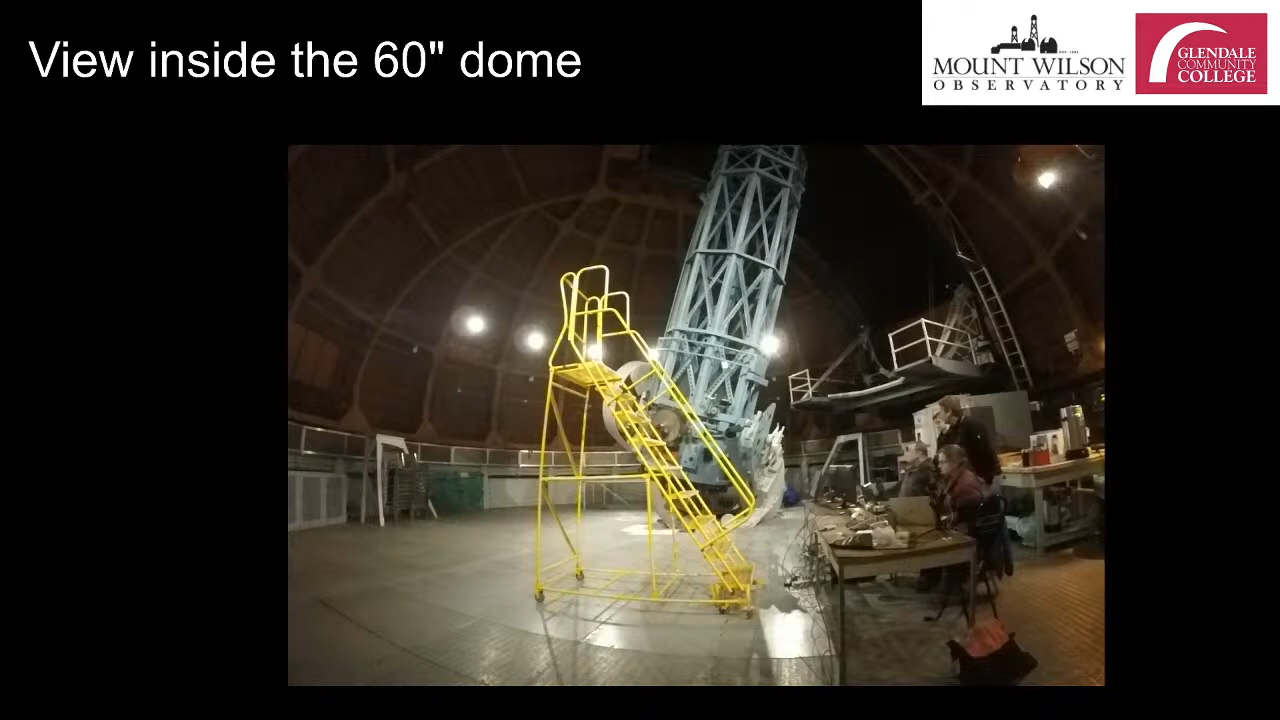 View inside the 60" dome
MOUNT WILSON
OBSERVATORY
GLENDALE
COMMUNITY
COLLEGE